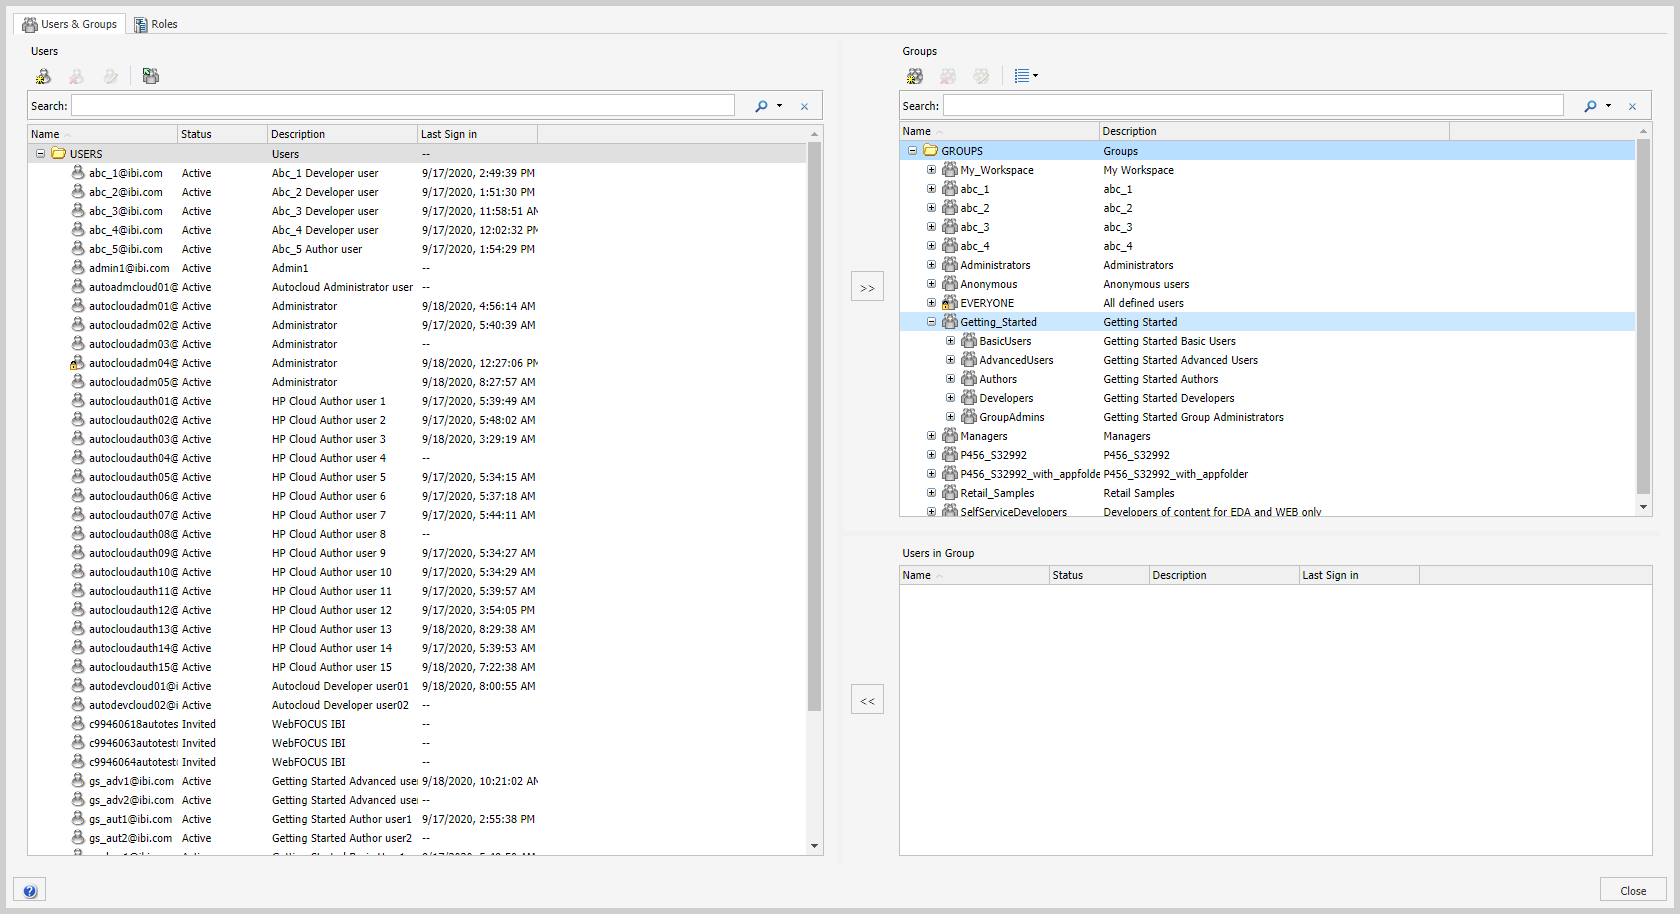 Users & Groups
Roles
Users
Search:
Name Status Description Last Sign in
USERS Users --
abc_1@ibi.com Active Abc_1 Developer user 9/17/2020, 2:49:39 PM
abc_2@ibi.com Active Abc_2 Developer user 9/17/2020, 1:51:30 PM
abc_3@ibi.com Active Abc_3 Developer user 9/17/2020, 11:58:51 AM
abc_4@ibi.com Active Abc_4 Developer user 9/17/2020, 12:02:32 PM
abc_5@ibi.com Active Abc_5 Author user 9/17/2020, 1:54:29 PM
admin1@ibi.com Active Admin1 --
autoadmcloud01@ Active Autocloud Administrator user --
autocloudadm01@ Active Administrator 9/18/2020, 4:56:14 AM
autocloudadm02@ Active Administrator 9/17/2020, 5:40:39 AM
autocloudadm03@ Active Administrator --
autocloudadm04@ Active Administrator 9/18/2020, 12:27:06 PM
autocloudadm05@ Active Administrator 9/18/2020, 8:27:57 AM
autocloudauth01@ Active HP Cloud Author user 1 9/17/2020, 5:39:49 AM
autocloudauth02@ Active HP Cloud Author user 2 9/17/2020, 5:48:02 AM
autocloudauth03@ Active HP Cloud Author user 3 9/18/2020, 3:29:19 AM
autocloudauth04@ Active HP Cloud Author user 4 --
autocloudauth05@ Active HP Cloud Author user 5 9/17/2020, 5:34:15 AM
autocloudauth06@ Active HP Cloud Author user 6 9/17/2020, 5:37:18 AM
autocloudauth07@ Active HP Cloud Author user 7 9/17/2020, 5:44:11 AM
autocloudauth08@ Active HP Cloud Author user 8 --
autocloudauth09@ Active HP Cloud Author user 9 9/17/2020, 5:34:27 AM
autocloudauth10@ Active HP Cloud Author user 10 9/17/2020, 5:34:29 AM
autocloudauth11@ Active HP Cloud Author user 11 9/17/2020, 5:39:57 AM
autocloudauth12@ Active HP Cloud Author user 12 9/17/2020, 3:54:05 PM
autocloudauth13@ Active HP Cloud Author user 13 9/18/2020, 8:29:38 AM
autocloudauth14@ Active HP Cloud Author user 14 9/17/2020, 5:39:53 AM
autocloudauth15@ Active HP Cloud Author user 15 9/18/2020, 7:22:38 AM
autodevcloud01@i Active Autocloud Developer user01 9/18/2020, 8:00:55 AM
autodevcloud02@i Active Autocloud Developer user02 --
c99460618autotes Invited WebFOCUS IBI --
c9946063autotest Invited WebFOCUS IBI --
c9946064autotest Invited WebFOCUS IBI --
gs_adv1@ibi.com Active Getting Started Advanced use 9/18/2020, 10:21:02 AM
gs_adv2@ibi.com Active Getting Started Advanced use --
gs_aut1@ibi.com Active Getting Started Author user1 9/17/2020, 2:55:38 PM
gs_aut2@ibi.com Active Getting Started Author user2 --
>>
<<
Groups
Search:
Name Description
GROUPS Groups
My_Workspace My Workspace
abc_1 abc_1
abc_2 abc_2
abc_3 abc_3
abc_4 abc_4
Administrators Administrators
Anonymous Anonymous users
EVERYONE All defined users
Getting_Started Getting Started
BasicUsers Getting Started Basic Users
AdvancedUsers Getting Started Advanced Users
Authors Getting Started Authors
Developers Getting Started Developers
GroupAdmins Getting Started Group Administrators
Managers Managers
P456_S32992 P456_S32992
P456_S32992_with_appfolde P456_S32992_with_appfolder
Retail_Samples Retail Samples
SelfServiceDevelopers Developers of content for EDA and WEB only
Users in Group
Name Status Description Last Sign in
Close